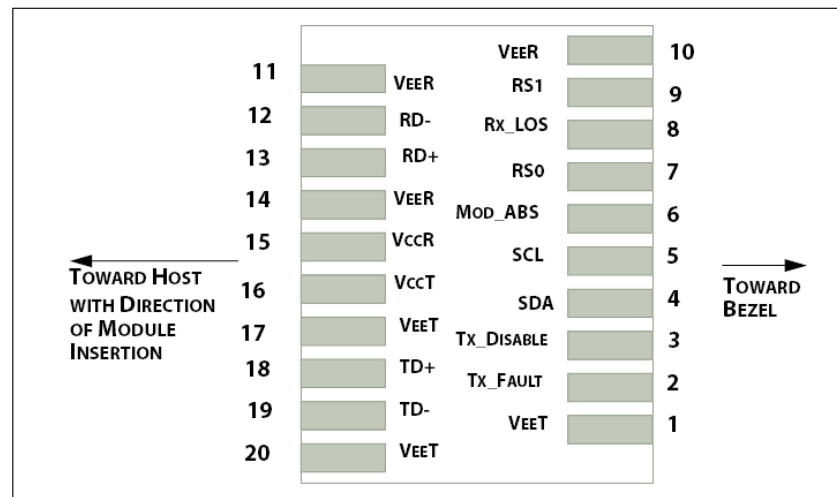 11 VEER
12 RD-
13 RD+
14 VEER
15 VCCR
16 VCCT
17 VEET
18 TD+
19 TD-
20 VEET
TOWARD HOST
WITH DIRECTION
OF MODULE
INSERTION
VEER 10
RS1 9
RX_LOS 8
RS0 7
MOD_ABS 6
SCL 5
SDA 4
TX_DISABLE 3
TX_FAULT 2
VEET 1
TOWARD
BEZEL